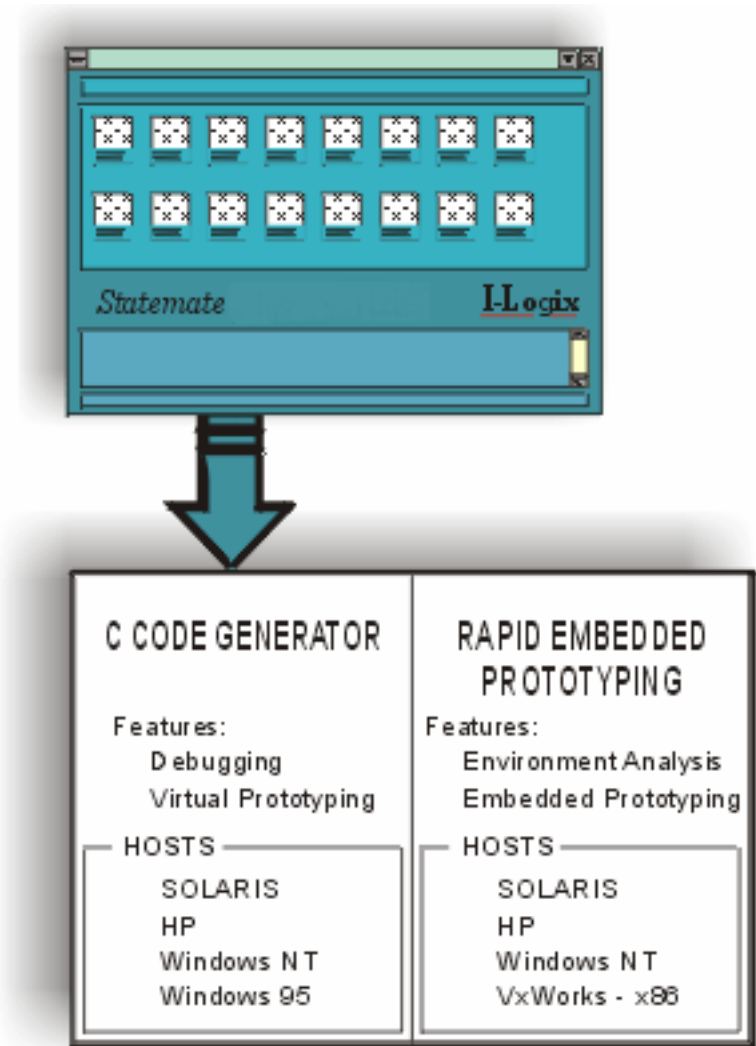 Statemate
I-Logix
C CODE GENERATOR
Features:
Debugging
Virtual Prototyping
HOSTS
SOLARIS
HP
Windows NT
Windows 95
RAPID EMBEDDED
PROTOTYPING
Features:
Environment Analysis
Embedded Prototyping
HOSTS
SOLARIS
HP
Windows NT
VxWorks - x86